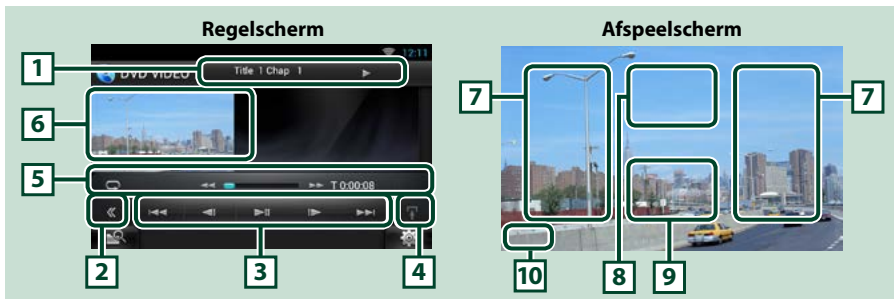 Regelscherm
Afspeelscherm
12:11
1
DVD VIDEO
Title 1 Chap 1
6
7
7
5
T 0:00:08
2
3
4
10
8
9